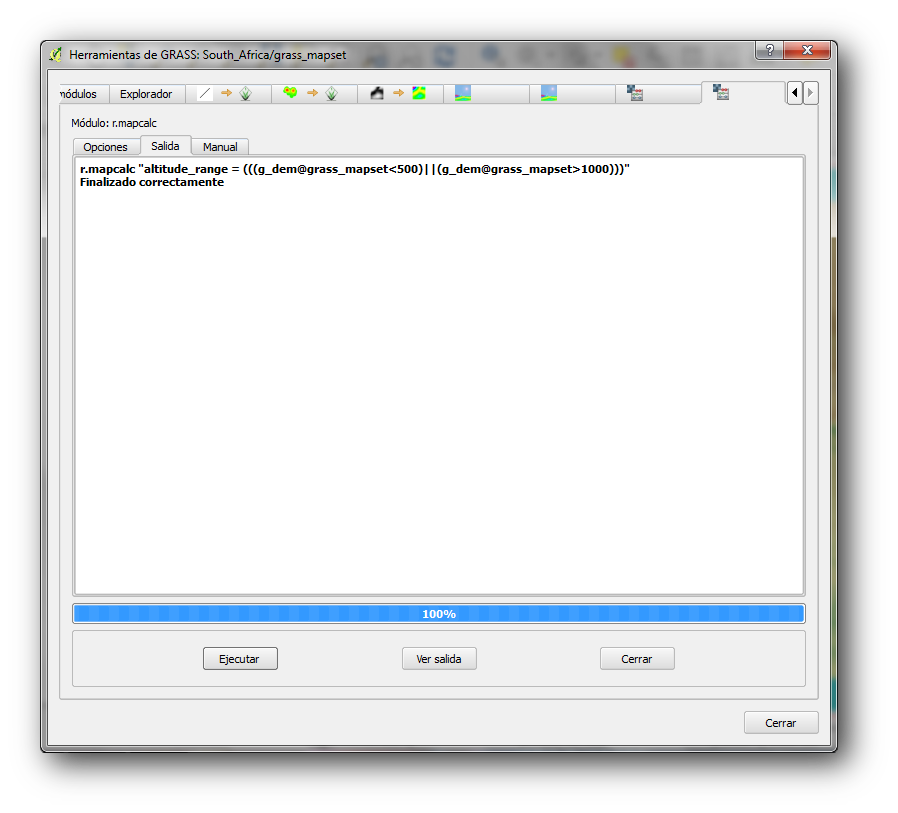 Herramientas de GRASS: South_Africa/grass_mapset
?
Explorador
Módulo: r.mapcalc
Opciones Salida Manual
r.mapcalc "altitude_range = (((g_dem@grass_mapset<500)||(g_dem@grass_mapset>1000)))"
Finalizado correctamente
100%
Ejecutar Ver salida Cerrar
Cerrar